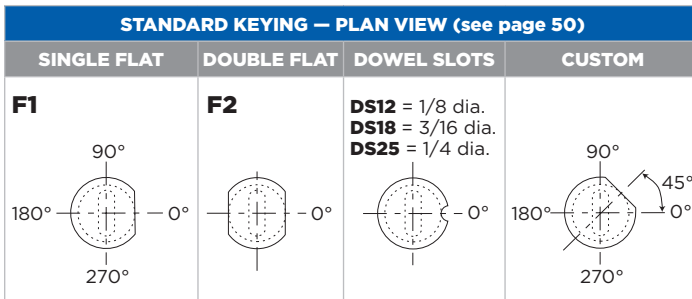 STANDARD KEYING — PLAN VIEW (see page 50)
SINGLE FLAT
DOUBLE FLAT
DOWEL SLOTS
CUSTOM
F1
90°
180°
0°
270°
F2
0°
DS12 = 1/8 dia.
DS18 = 3/16 dia.
DS25 = 1/4 dia.
0°
90°
45°
180°
0°
270°